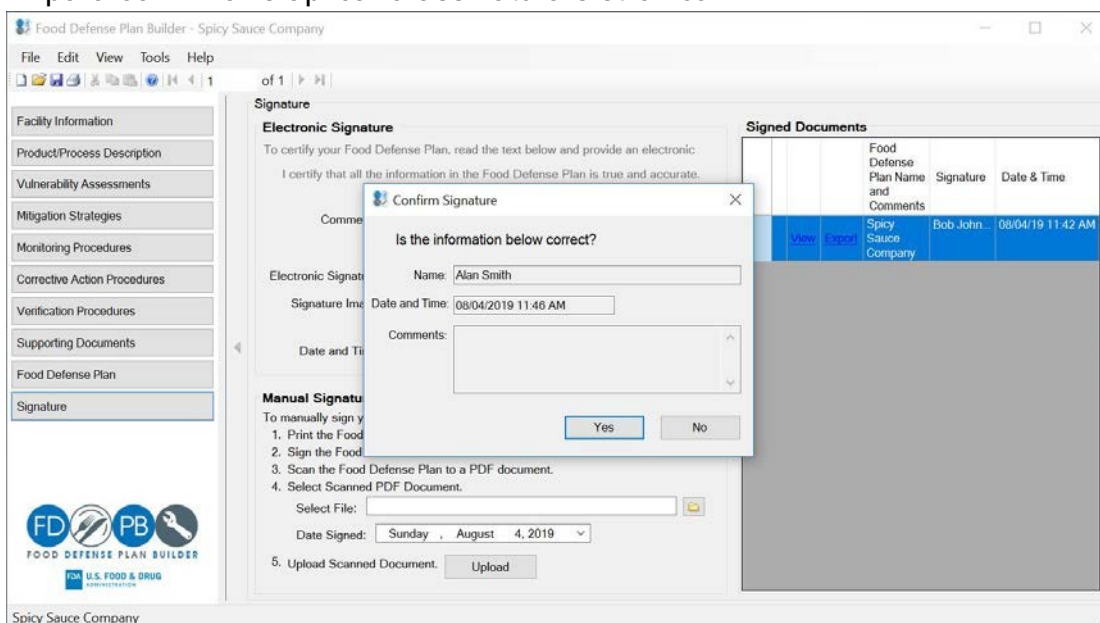 Food Defense Plan Builder - Spicy Sauce Company
File Edit View Tools Help
1 of 1
Facility Information
Product/Process Description
Vulnerability Assessments
Mitigation Strategies
Monitoring Procedures
Corrective Action Procedures
Verification Procedures
Supporting Documents
Food Defense Plan
Signature
FD PB
FOOD DEFENSE PLAN BUILDER
FDA U.S. FOOD & DRUG
ADMINISTRATION
Signature
Electronic Signature
To certify your Food Defense Plan, read the text below and provide an electronic
I certify that all the information in the Food Defense Plan is true and accurate.
Comme
Electronic Signat
Signature Ima
Date and Ti
Confirm Signature
Is the information below correct?
Name: Alan Smith
Date and Time: 08/04/2019 11:46 AM
Comments:
Yes No
Manual Signatu
To manually sign y
1. Print the Food
2. Sign the Food
3. Scan the Food Defense Plan to a PDF document.
4. Select Scanned PDF Document.
Select File:
Date Signed: Sunday , August 4, 2019
5. Upload Scanned Document. Upload
Signed Documents
Food
Defense
Plan Name
and
Comments
Signature
Date & Time
View Export
Spicy
Sauce
Company
Bob John...
08/04/19 11:42 AM
Spicy Sauce Company